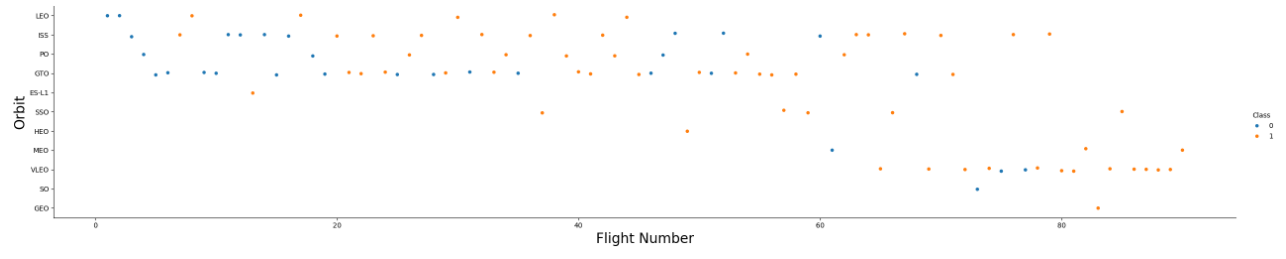 Orbit
LEO
ISS
PO
GTO
ES-L1
SSO
HEO
MEO
VLEO
SO
GEO
0 20 40 60 80
Flight Number
Class
0
1